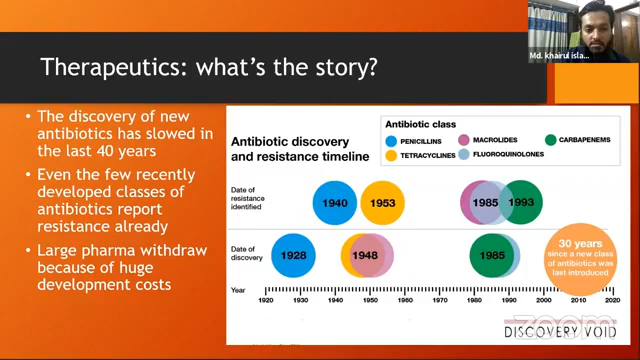 Md. khairul isla...
Therapeutics: what's the story?
• The discovery of new
antibiotics has slowed in
the last 40 years
• Even the few recently
developed classes of
antibiotics report
resistance already
• Large pharma withdraw
because of huge
development costs
Antibiotic discovery
and resistance timeline
Antibiotic class
PENICILLINS
MACROLIDES
CARBAPENEMS
TETRACYCLINES
FLUOROQUINOLONES
Date of
resistance
identified
1940
1953
1985
1993
Date of
discovery
1928
1948
1985
30 years
since a new class
of antibiotics was
last introduced
Year
1920 1930 1940 1950 1960 1970 1980 1990 2000 2010 2020
zoom
DISCOVERY VOID